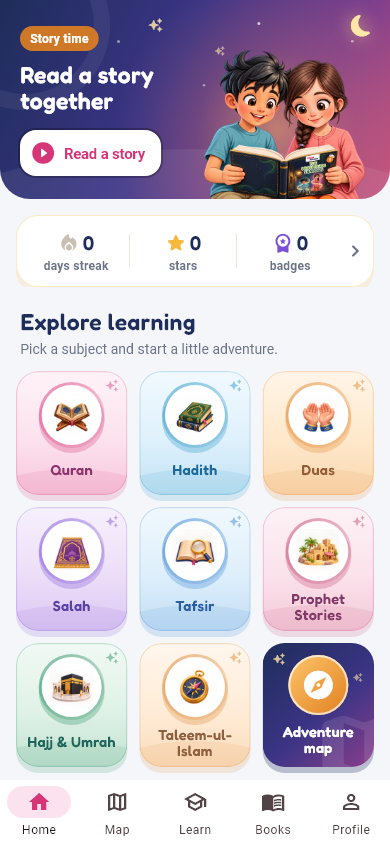 Story time
Read a story
together
Read a story
0
days streak
0
stars
0
badges
Explore learning
Pick a subject and start a little adventure.
Quran
Hadith
Duas
Salah
Tafsir
Prophet
Stories
Hajj & Umrah
Taleem-ul-
Islam
Adventure
map
Home
Map
Learn
Books
Profile